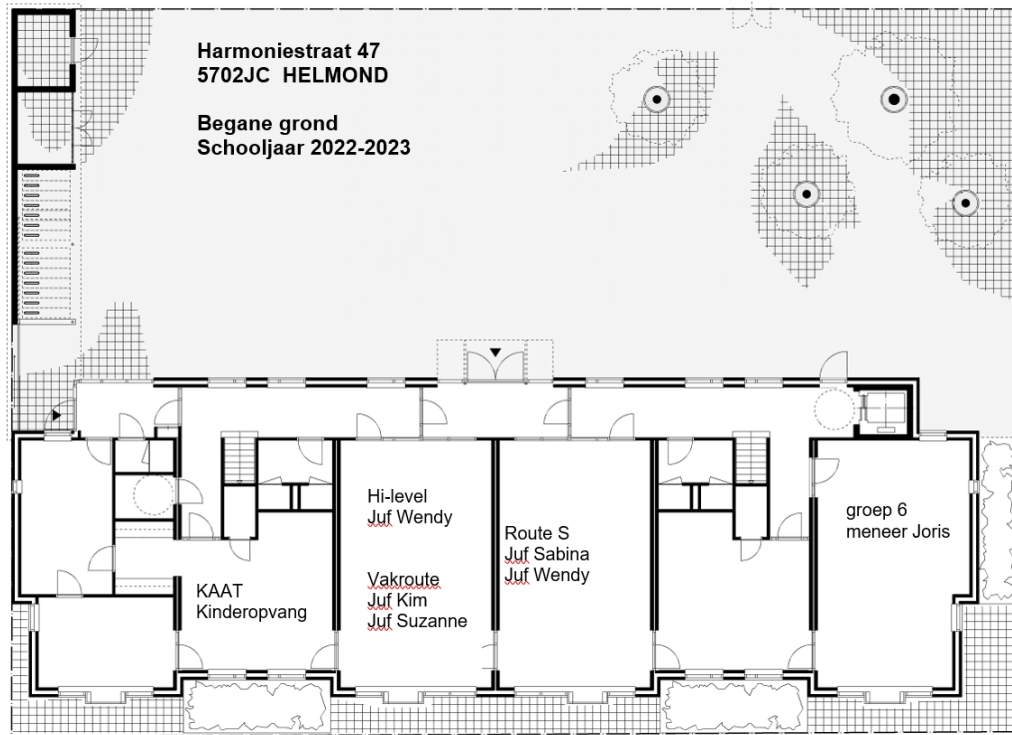 Harmoniestraat 47
5702JC HELMOND
Begane grond
Schooljaar 2022-2023
Hi-level
Juf Wendy
Vakroute
Juf Kim
Juf Suzanne
Route S
Juf Sabina
Juf Wendy
KAAT
Kinderopvang
groep 6
meneer Joris